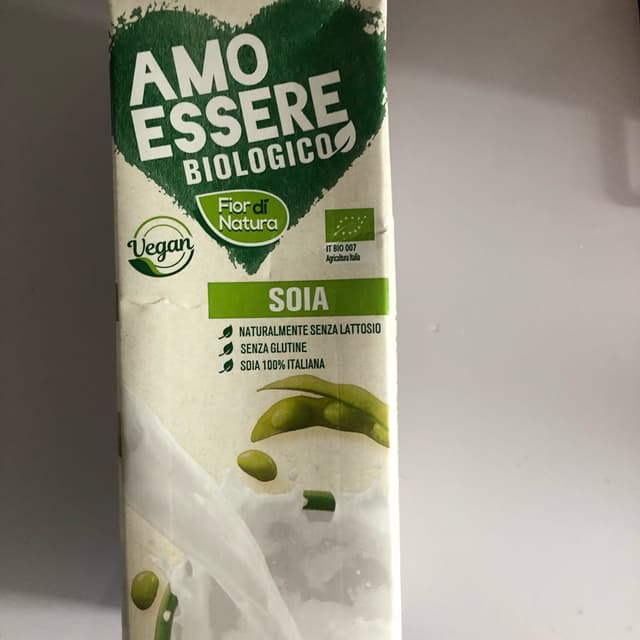 AMO
ESSERE
BIOLOGICO
Fior di
Natura
Vegan
IT BIO 007
Agricoltura Italia
SOIA
NATURALMENTE SENZA LATTOSIO
SENZA GLUTINE
SOIA 100% ITALIANA